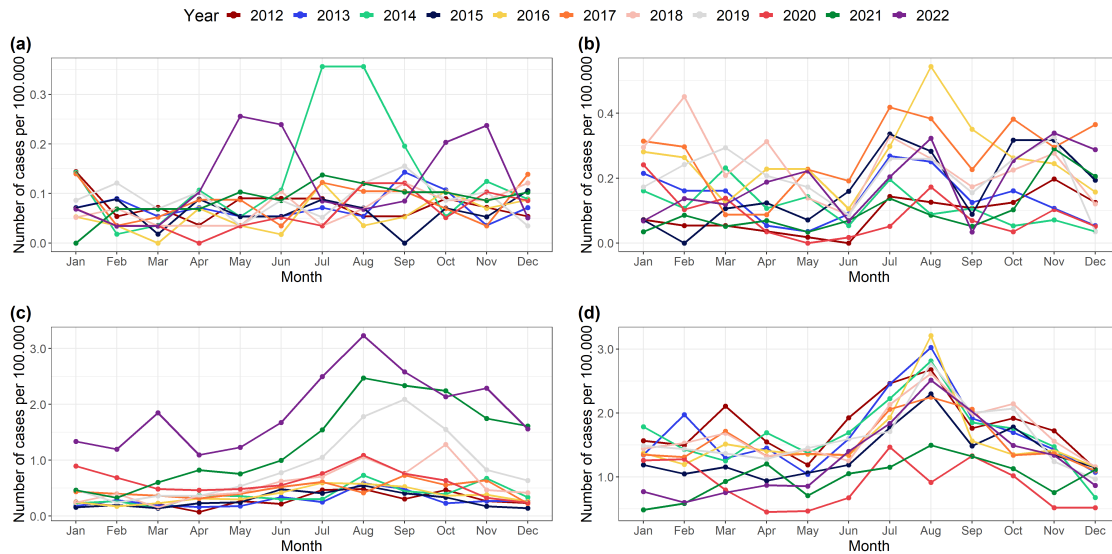 Year 2012 2013 2014 2015 2016 2017 2018 2019 2020 2021 2022
(a)
Number of cases per 100.000
0.3
0.2
0.1
0.0
Jan Feb Mar Apr May Jun Jul Aug Sep Oct Nov Dec
Month
(b)
Number of cases per 100.000
0.4
0.2
0.0
Jan Feb Mar Apr May Jun Jul Aug Sep Oct Nov Dec
Month
(c)
Number of cases per 100.000
3.0
2.0
1.0
0.0
Jan Feb Mar Apr May Jun Jul Aug Sep Oct Nov Dec
Month
(d)
Number of cases per 100.000
3.0
2.0
1.0
Jan Feb Mar Apr May Jun Jul Aug Sep Oct Nov Dec
Month